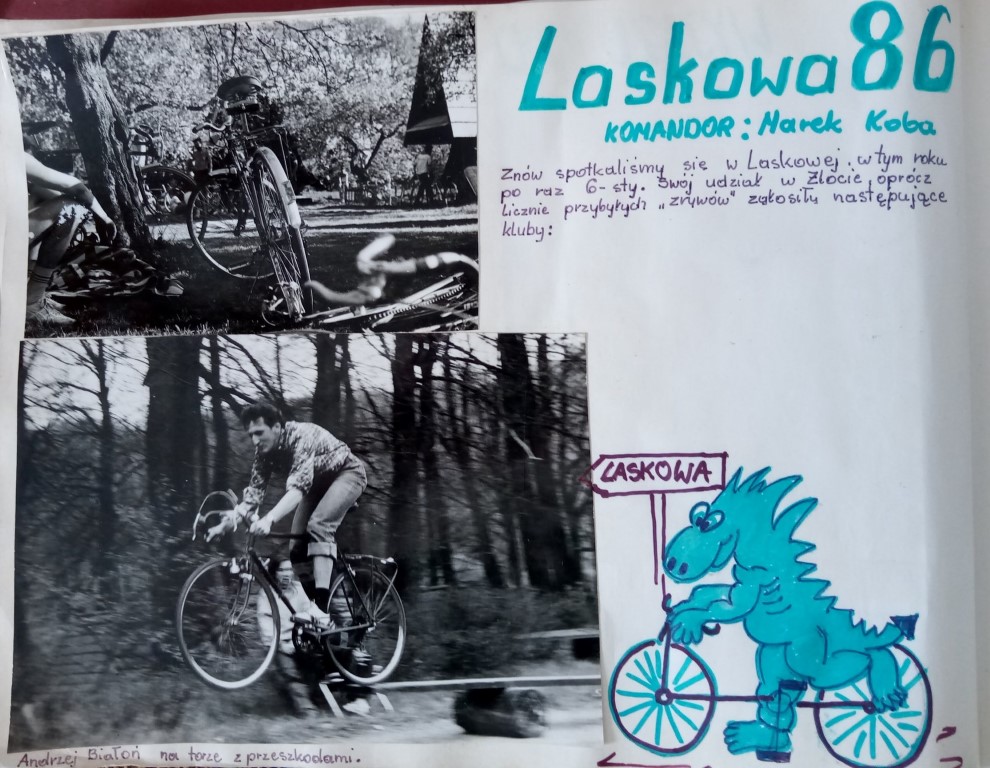 Laskowa 86
KOMANDOR: Marek Koba
Znów spotkaliśmy się w Laskowej, w tym roku
po raz 6-sty. Swój udział w Zlocie, oprócz
licznie przybyłych „zrywów” zgłosiły następujące
kluby:
LASKOWA
Andrzej Białoń na torze z przeszkodami.